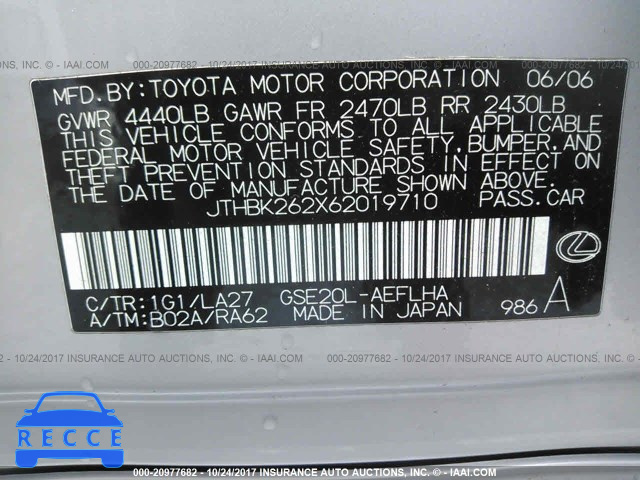 000-20977682 - 10/24/2017 INSURANCE AUTO AUCTIONS, INC. - © - IAAI.COM
MFD. BY: TOYOTA MOTOR CORPORATION 06/06
GVWR 4440LB GAWR FR 2470LB RR 2430LB
THIS VEHICLE CONFORMS TO ALL APPLICABLE
FEDERAL MOTOR VEHICLE SAFETY, BUMPER, AND
THEFT PREVENTION STANDARDS IN EFFECT ON
THE DATE OF MANUFACTURE SHOWN ABOVE.
JTHBK262X62019710 PASS. CAR
C/TR: 1G1/LA27 GSE20L-AEFLHA
A/TM: B02A/RA62 MADE IN JAPAN 986 A
RECCE
000-20977682 - 10/24/2017 INSURANCE AUTO AUCTIONS, INC. - © - IAAI.COM